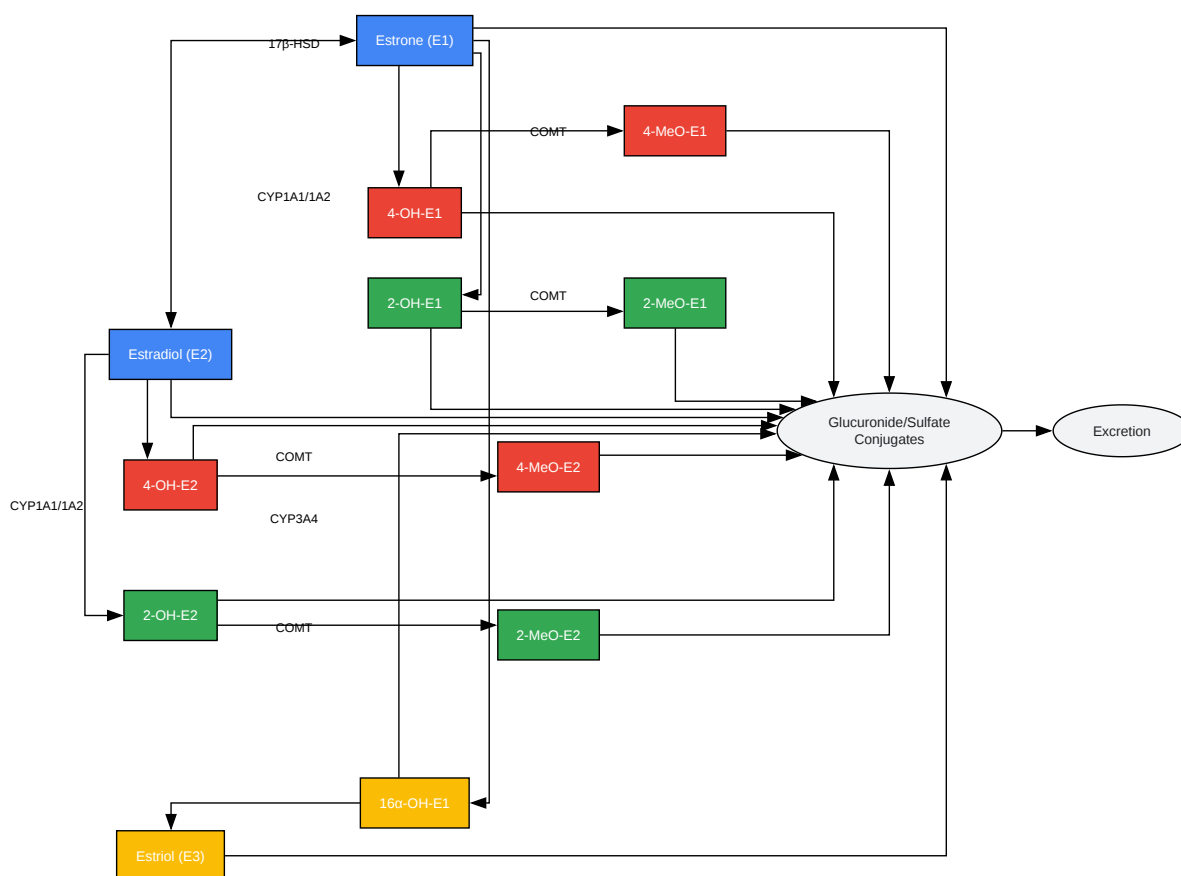 Estrone (E1)
17β-HSD
4-MeO-E1
COMT
CYP1A1/1A2
4-OH-E1
2-OH-E1
COMT
2-MeO-E1
Estradiol (E2)
Glucuronide/Sulfate
Conjugates
Excretion
COMT
4-MeO-E2
4-OH-E2
CYP1A1/1A2
CYP3A4
2-OH-E2
COMT
2-MeO-E2
16α-OH-E1
Estriol (E3)